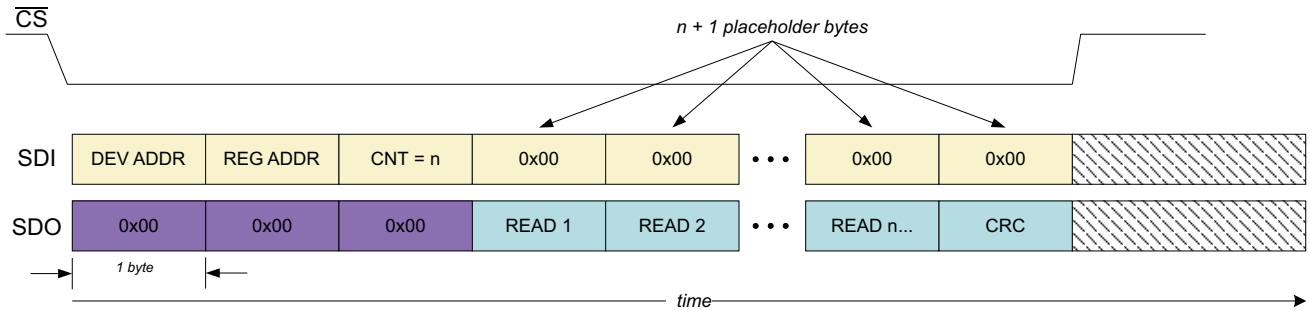 CS
n + 1 placeholder bytes
SDI DEV ADDR REG ADDR CNT = n 0x00 0x00 • • • 0x00 0x00
SDO 0x00 0x00 0x00 READ 1 READ 2 • • • READ n... CRC
1 byte
time